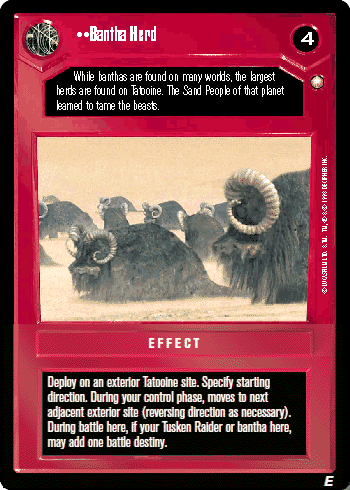 ••Bantha Herd
4
While banthas are found on many worlds, the largest
herds are found on Tatooine. The Sand People of that planet
learned to tame the beasts.
EFFECT
Deploy on an exterior Tatooine site. Specify starting
direction. During your control phase, moves to next
adjacent exterior site (reversing direction as necessary).
During battle here, if your Tusken Raider or bantha here,
may add one battle destiny.
E